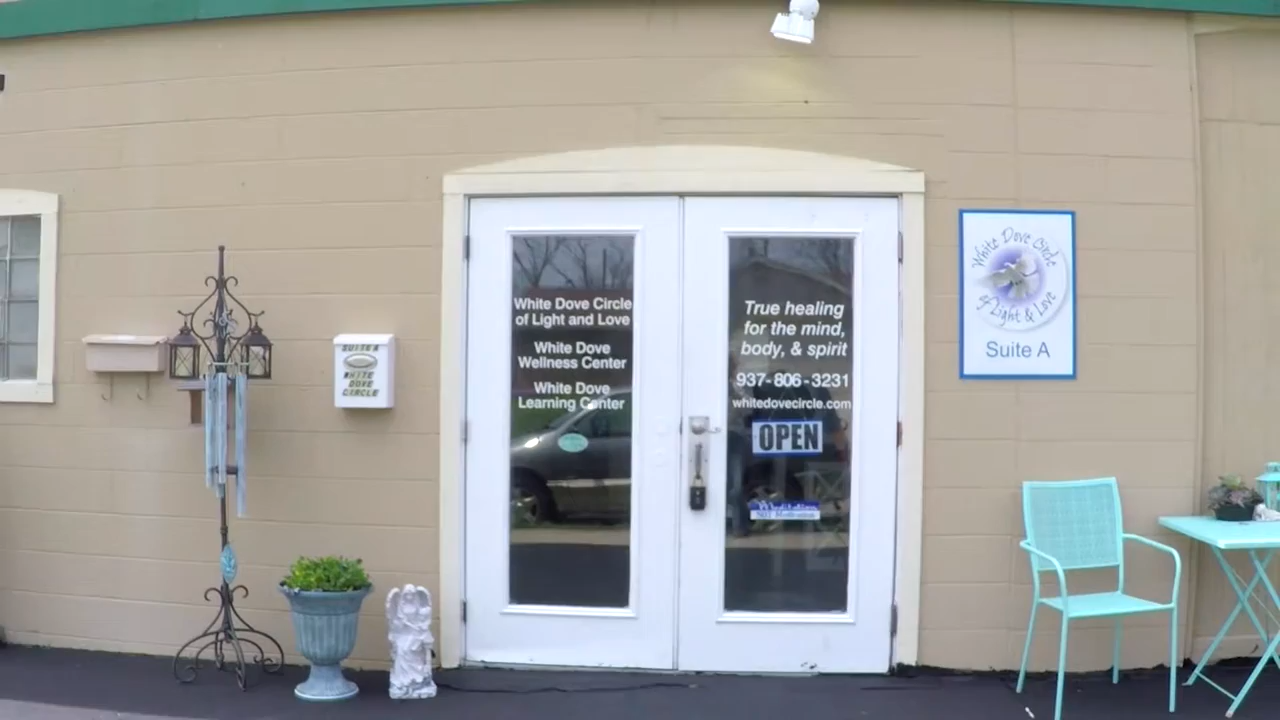 SUITE A
WHITE
DOVE
CIRCLE
White Dove Circle
of Light and Love
White Dove
Wellness Center
White Dove
Learning Center
True healing
for the mind,
body, & spirit
937-806-3231
whitedovecircle.com
OPEN
Meditation
White Dove Circle
of Light & Love
Suite A